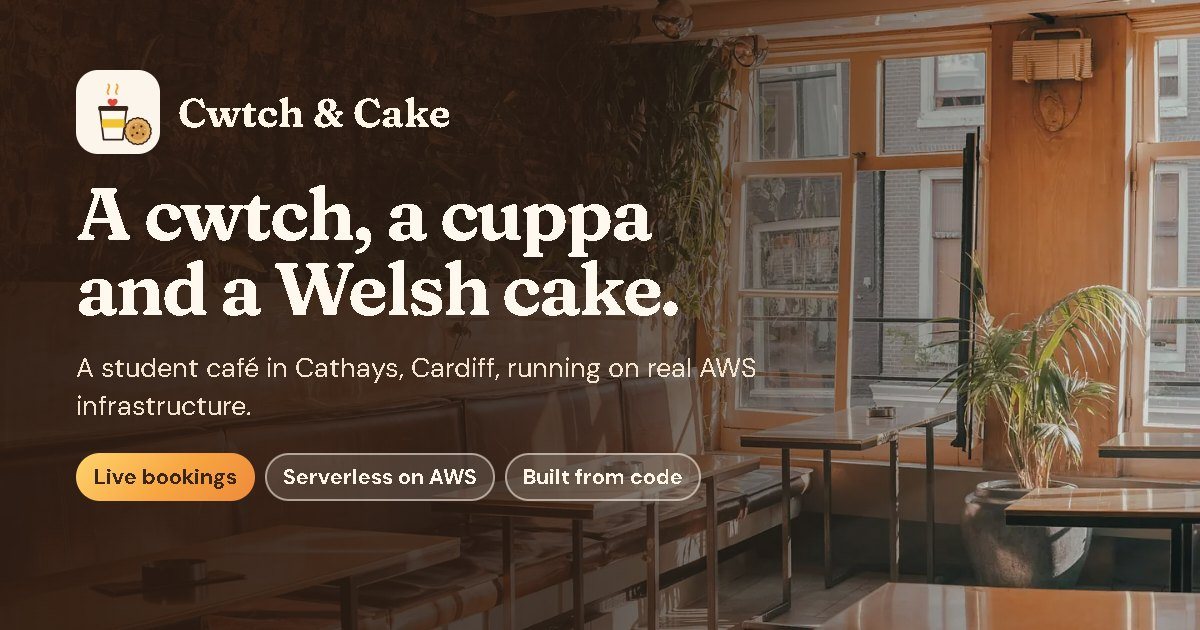 Cwtch & Cake
A cwtch, a cuppa
and a Welsh cake.
A student café in Cathays, Cardiff, running on real AWS
infrastructure.
Live bookings
Serverless on AWS
Built from code